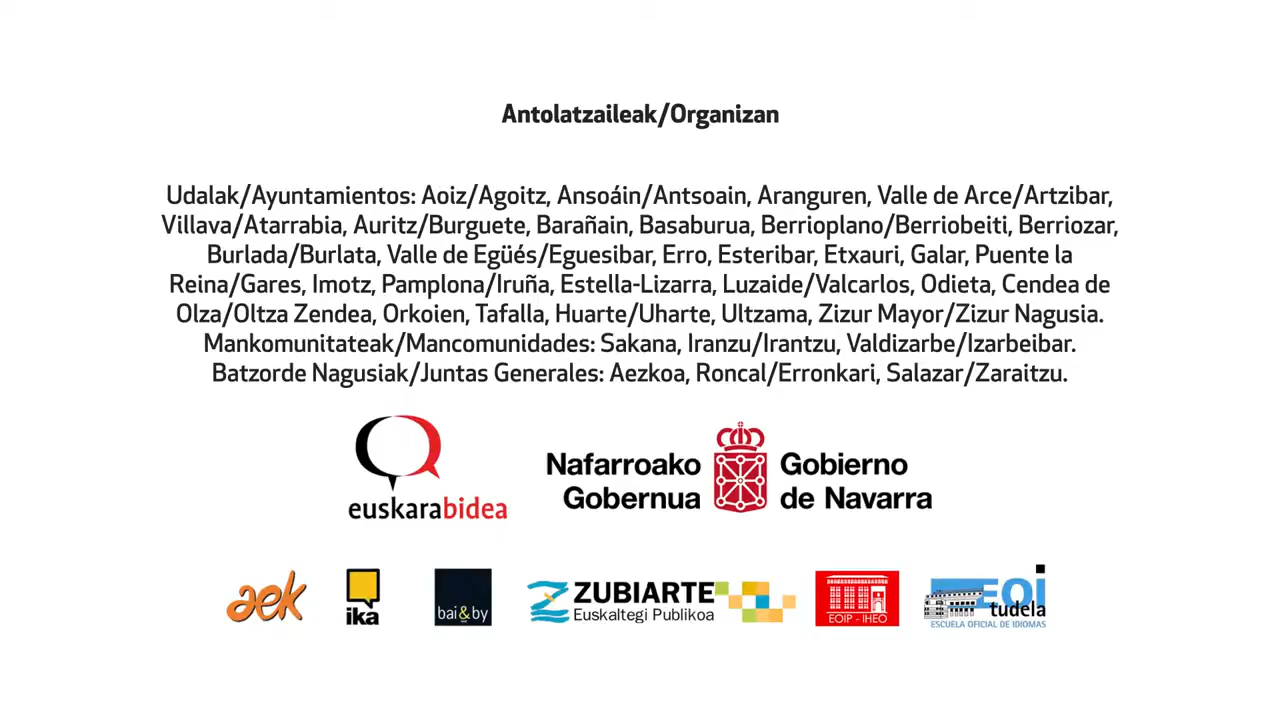 Antolatzaileak/Organizan
Udalak/Ayuntamientos: Aoiz/Agoitz, Ansoáin/Antsoain, Aranguren, Valle de Arce/Artzibar,
Villava/Atarrabia, Auritz/Burguete, Barañain, Basaburua, Berrioplano/Berriobeiti, Berriozar,
Burlada/Burlata, Valle de Egüés/Eguesibar, Erro, Esteribar, Etxauri, Galar, Puente la
Reina/Gares, Imotz, Pamplona/Iruña, Estella-Lizarra, Luzaide/Valcarlos, Odieta, Cendea de
Olza/Oltza Zendea, Orkoien, Tafalla, Huarte/Uharte, Ultzama, Zizur Mayor/Zizur Nagusia.
Mankomunitateak/Mancomunidades: Sakana, Iranzu/Irantzu, Valdizarbe/Izarbeibar.
Batzorde Nagusiak/Juntas Generales: Aezkoa, Roncal/Erronkari, Salazar/Zaraitzu.
euskarabidea
Nafarroako
Gobernua
Gobierno
de Navarra
aek
ika
bai&by
ZUBIARTE
Euskaltegi Publikoa
EOIP - IHEO
EOi
tudela
ESCUELA OFICIAL DE IDIOMAS